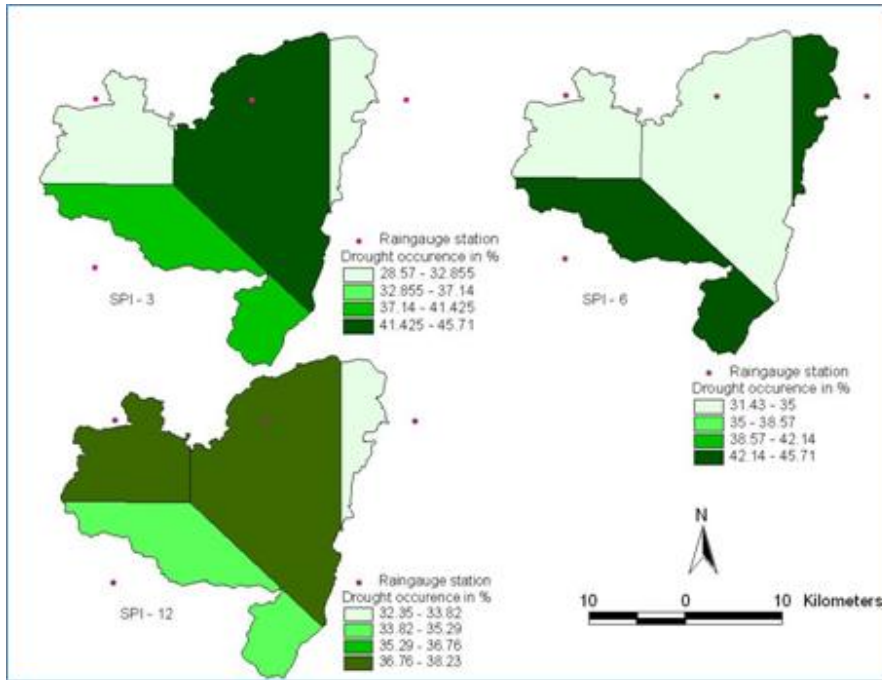 Raingauge station
Drought occurence in %
28.57 - 32.855
32.855 - 37.14
37.14 - 41.425
41.425 - 45.71
SPI - 3
Raingauge station
Drought occurence in %
31.43 - 35
35 - 38.57
38.57 - 42.14
42.14 - 45.71
SPI - 6
Raingauge station
Drought occurence in %
32.35 - 33.82
33.82 - 35.29
35.29 - 36.76
36.76 - 38.23
SPI - 12
N
10 0 10 Kilometers